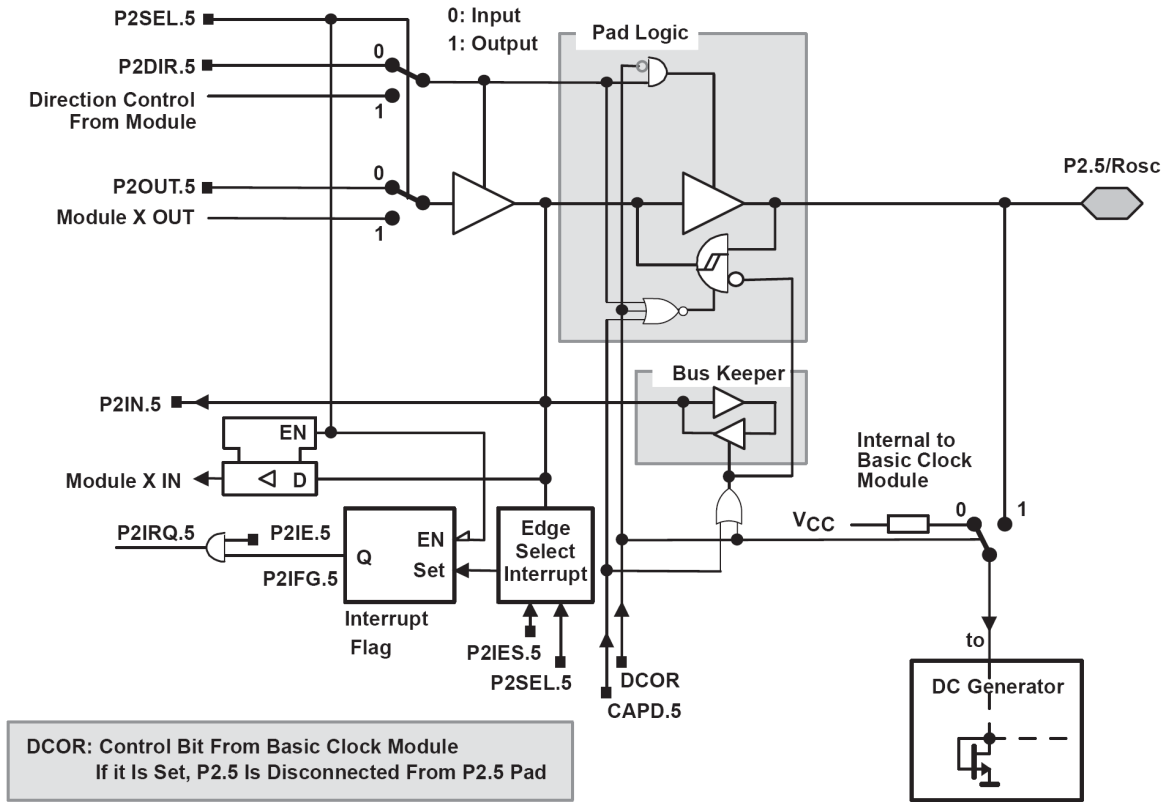 P2SEL.5
0: Input
1: Output
Pad Logic
P2DIR.5
0
Direction Control
From Module
1
P2OUT.5
0
Module X OUT
1
P2.5/Rosc
Bus Keeper
P2IN.5
EN
Module X IN
D
Internal to
Basic Clock
Module
VCC
0
1
P2IRQ.5
P2IE.5
P2IFG.5
Q
EN
Set
Interrupt
Flag
Edge
Select
Interrupt
P2IES.5
P2SEL.5
DCOR
CAPD.5
to
DC Generator
DCOR: Control Bit From Basic Clock Module
If it Is Set, P2.5 Is Disconnected From P2.5 Pad